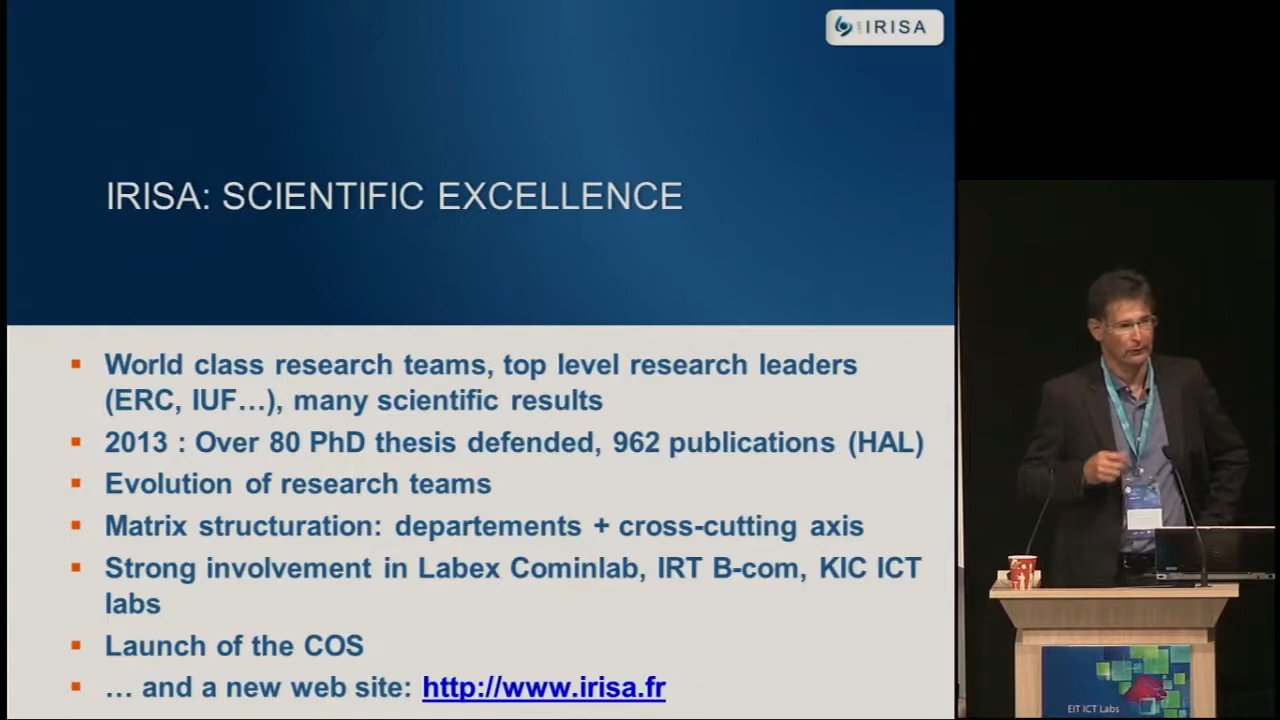 IRISA
IRISA: SCIENTIFIC EXCELLENCE
World class research teams, top level research leaders
(ERC, IUF…), many scientific results
2013 : Over 80 PhD thesis defended, 962 publications (HAL)
Evolution of research teams
Matrix structuration: departements + cross-cutting axis
Strong involvement in Labex Cominlab, IRT B-com, KIC ICT
labs
Launch of the COS
… and a new web site: http://www.irisa.fr
EIT ICT Labs